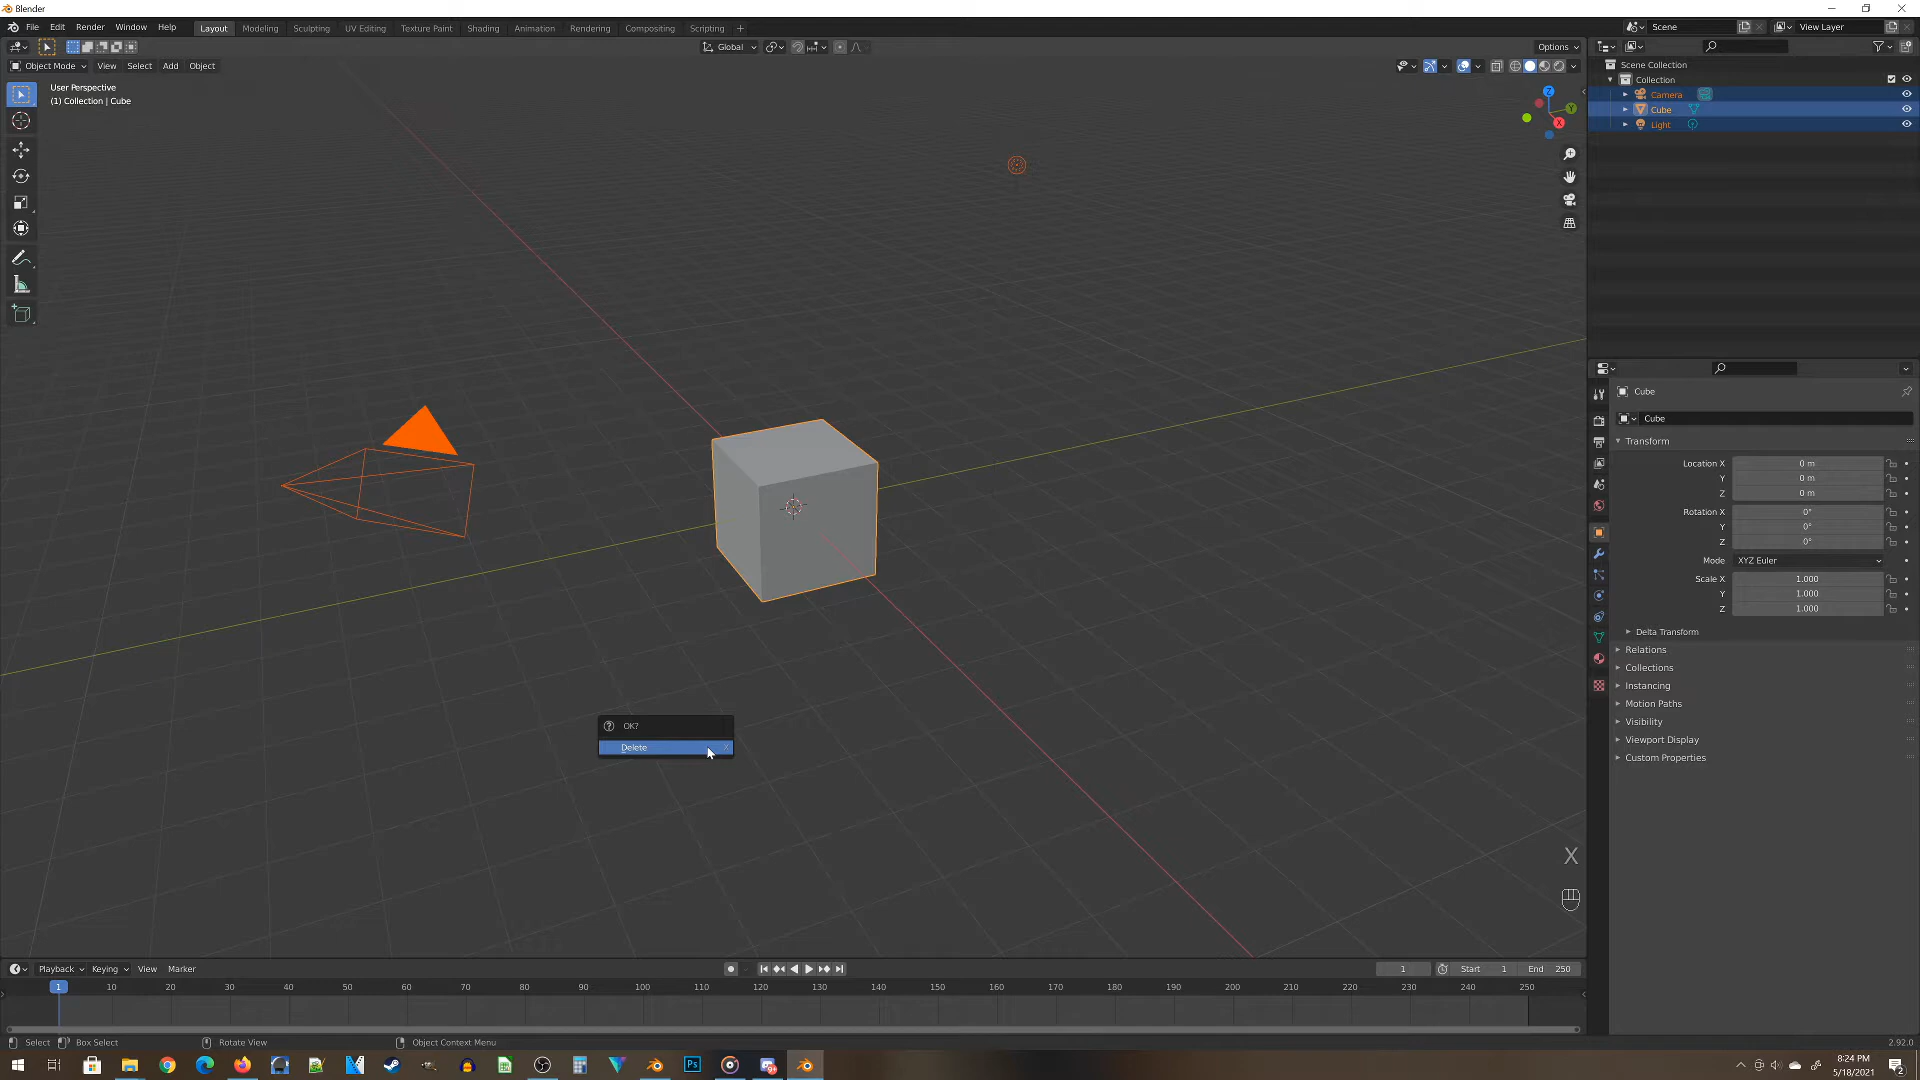 Blender
File Edit Render Window Help Layout Modeling Sculpting UV Editing Texture Paint Shading Animation Rendering Compositing Scripting + Scene View Layer
Global Options
Object Mode View Select Add Object
User Perspective
(1) Collection | Cube
Z
Y
X
Scene Collection
Collection
Camera
Cube
Light
Cube
Cube
Transform
Location X 0 m
Y 0 m
Z 0 m
Rotation X 0°
Y 0°
Z 0°
Mode XYZ Euler
Scale X 1.000
Y 1.000
Z 1.000
Delta Transform
Relations
Collections
Instancing
Motion Paths
Visibility
Viewport Display
Custom Properties
OK?
Delete X
X
Playback Keying View Marker 1 Start 1 End 250
1 10 20 30 40 50 60 70 80 90 100 110 120 130 140 150 160 170 180 190 200 210 220 230 240 250
Select Box Select Rotate View Object Context Menu 2.92.0
Ps 9+ 8:24 PM
5/18/2021 2